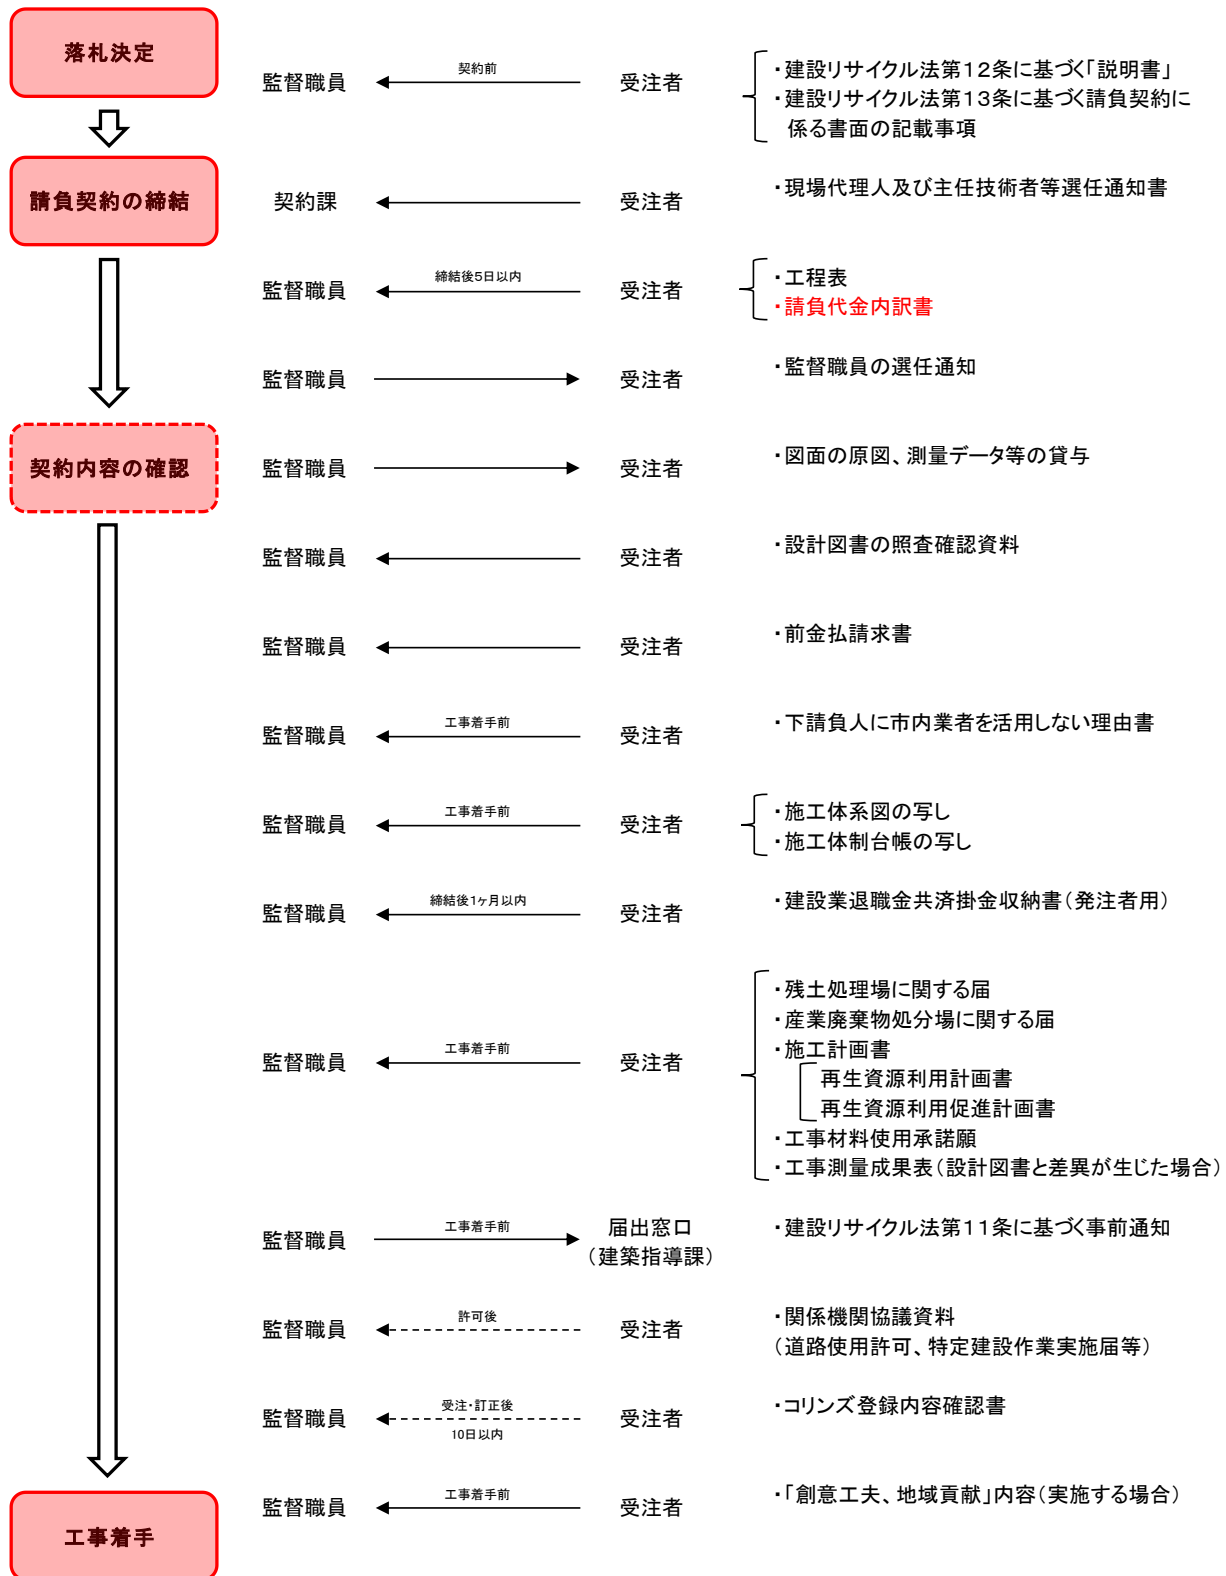 落札決定
監督職員
契約前
受注者
・建設リサイクル法第12条に基づく「説明書」
・建設リサイクル法第13条に基づく請負契約に
係る書面の記載事項
請負契約の締結
契約課
受注者
・現場代理人及び主任技術者等選任通知書
監督職員
締結後5日以内
受注者
・工程表
・請負代金内訳書
監督職員
受注者
・監督職員の選任通知
契約内容の確認
監督職員
受注者
・図面の原図、測量データ等の貸与
監督職員
受注者
・設計図書の照査確認資料
監督職員
受注者
・前金払請求書
監督職員
工事着手前
受注者
・下請負人に市内業者を活用しない理由書
監督職員
工事着手前
受注者
・施工体系図の写し
・施工体制台帳の写し
監督職員
締結後1ヶ月以内
受注者
・建設業退職金共済掛金収納書(発注者用)
監督職員
工事着手前
受注者
・残土処理場に関する届
・産業廃棄物処分場に関する届
・施工計画書
再生資源利用計画書
再生資源利用促進計画書
・工事材料使用承諾願
・工事測量成果表(設計図書と差異が生じた場合)
監督職員
工事着手前
届出窓口
(建築指導課)
・建設リサイクル法第11条に基づく事前通知
監督職員
許可後
受注者
・関係機関協議資料
(道路使用許可、特定建設作業実施届等)
監督職員
受注・訂正後
10日以内
受注者
・コリンズ登録内容確認書
工事着手
監督職員
工事着手前
受注者
・「創意工夫、地域貢献」内容(実施する場合)